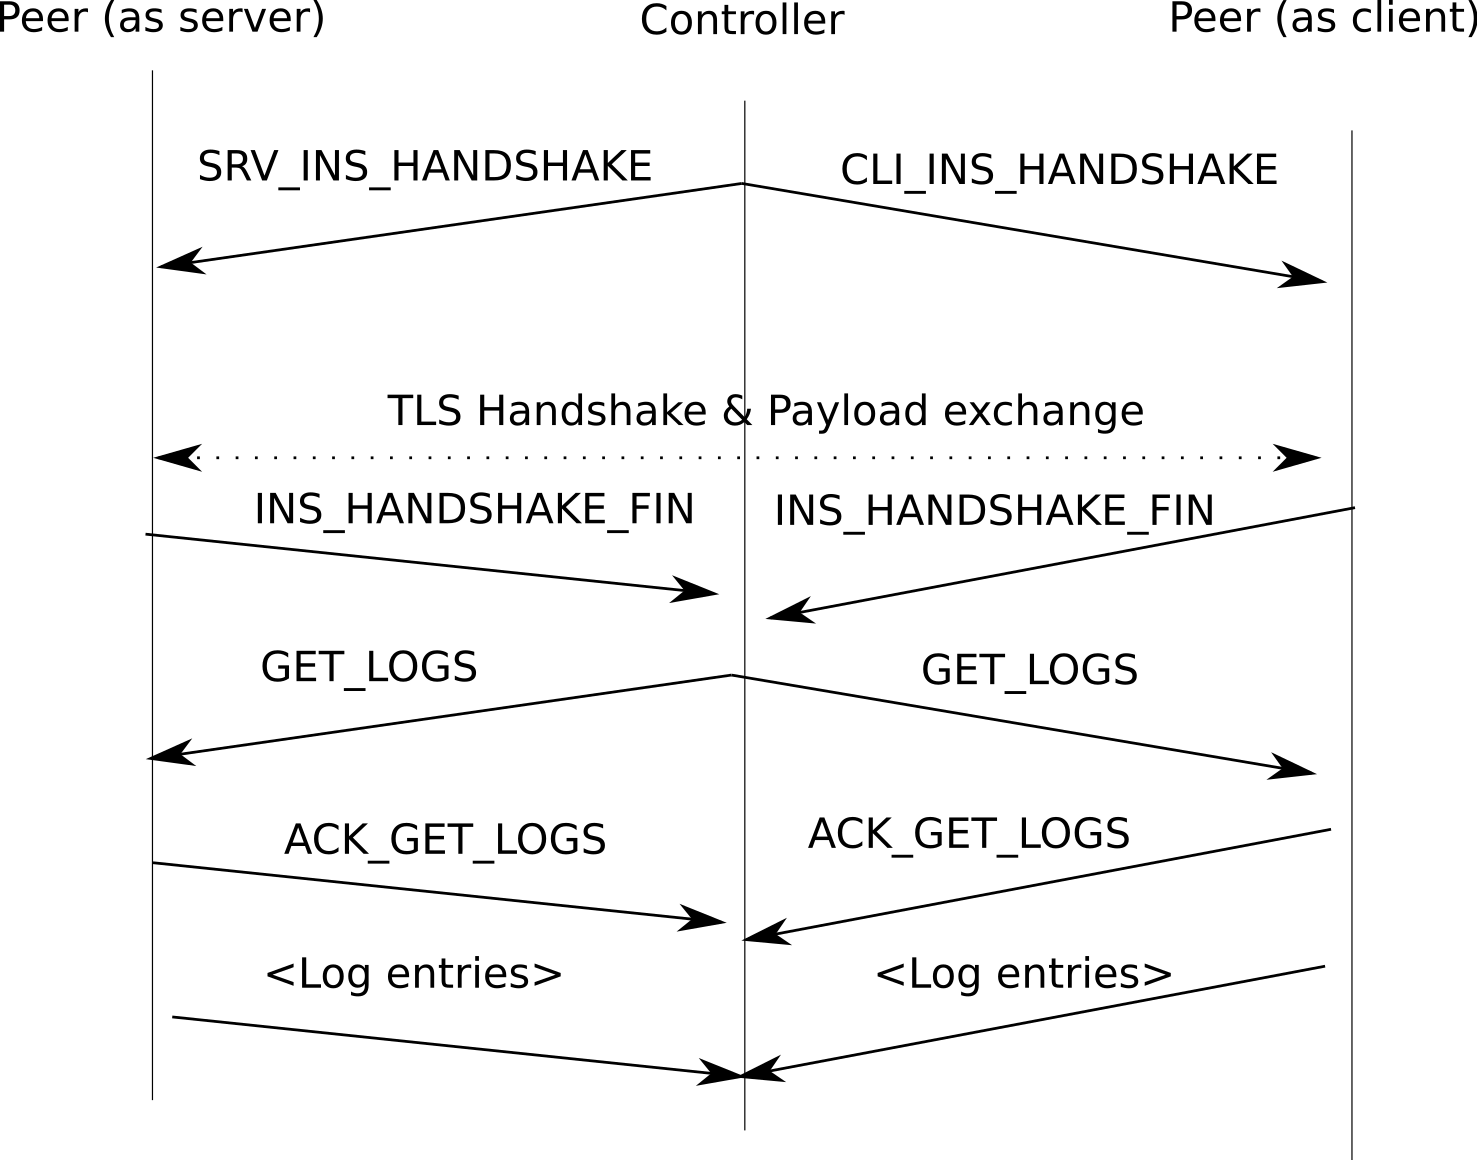 Peer (as server)
Controller
Peer (as client)
SRV_INS_HANDSHAKE
CLI_INS_HANDSHAKE
TLS Handshake & Payload exchange
INS_HANDSHAKE_FIN
INS_HANDSHAKE_FIN
GET_LOGS
GET_LOGS
ACK_GET_LOGS
ACK_GET_LOGS
<Log entries>
<Log entries>